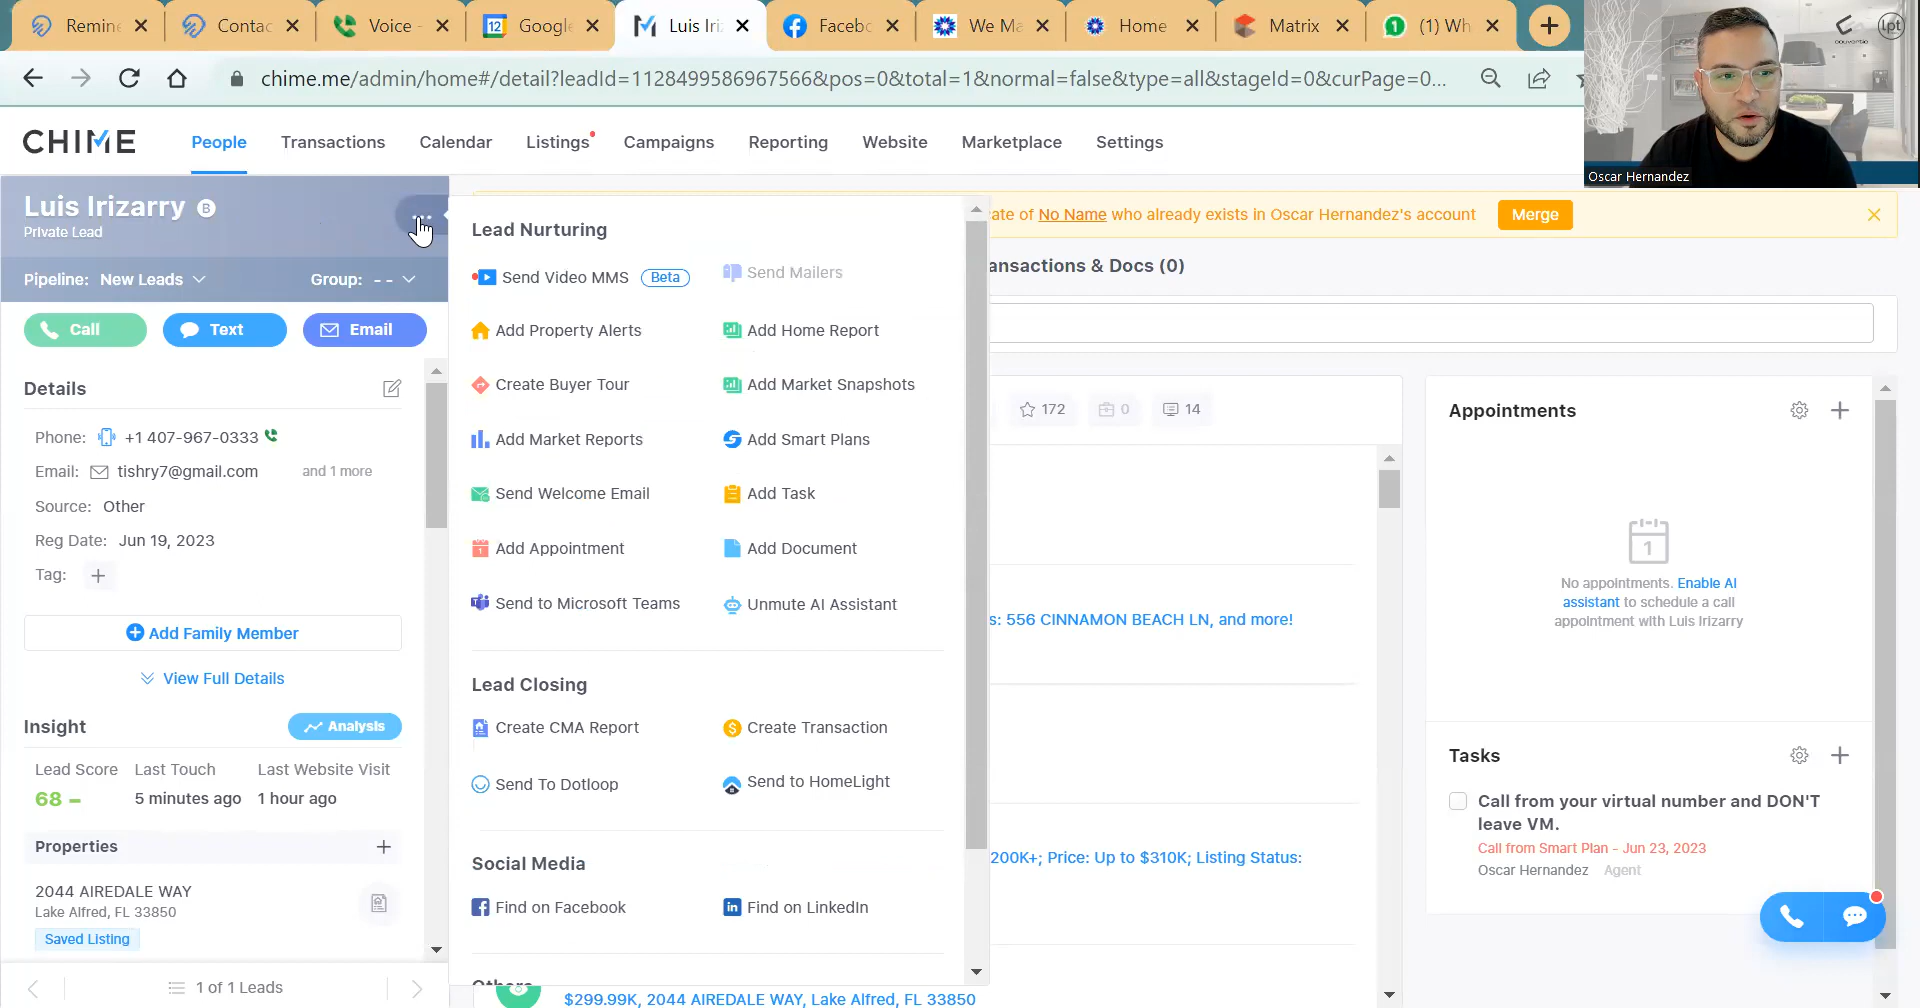 Remin
Contac
Voice -
12
Google
Luis Iri
Facebo
We Ma
Home
Matrix
1
(1) Wh
chime.me/admin/home#/detail?leadId=1128499586967566&pos=0&total=1&normal=false&type=all&stageId=0&curPage=0...
lpt
Oscar Hernandez
CHIME
People
Transactions
Calendar
Listings
Campaigns
Reporting
Website
Marketplace
Settings
Luis Irizarry B
Private Lead
Pipeline: New Leads
Group: - -
Call
Text
Email
Details
Phone: +1 407-967-0333
Email: tishry7@gmail.com and 1 more
Source: Other
Reg Date: Jun 19, 2023
Tag: +
Add Family Member
View Full Details
Insight
Analysis
Lead Score
Last Touch
Last Website Visit
68 –
5 minutes ago
1 hour ago
Properties
2044 AIREDALE WAY
Lake Alfred, FL 33850
Saved Listing
1 of 1 Leads
Lead Nurturing
Send Video MMS Beta
Send Mailers
Add Property Alerts
Add Home Report
Create Buyer Tour
Add Market Snapshots
Add Market Reports
Add Smart Plans
Send Welcome Email
Add Task
Add Appointment
Add Document
Send to Microsoft Teams
Unmute AI Assistant
Lead Closing
Create CMA Report
Create Transaction
Send To Dotloop
Send to HomeLight
Social Media
Find on Facebook
Find on LinkedIn
Others
ate of No Name who already exists in Oscar Hernandez's account
Merge
ansactions & Docs (0)
172
0
14
s: 556 CINNAMON BEACH LN, and more!
200K+; Price: Up to $310K; Listing Status:
$299.99K, 2044 AIREDALE WAY, Lake Alfred, FL 33850
Appointments
1
No appointments. Enable AI
assistant to schedule a call
appointment with Luis Irizarry
Tasks
Call from your virtual number and DON'T
leave VM.
Call from Smart Plan - Jun 23, 2023
Oscar Hernandez Agent